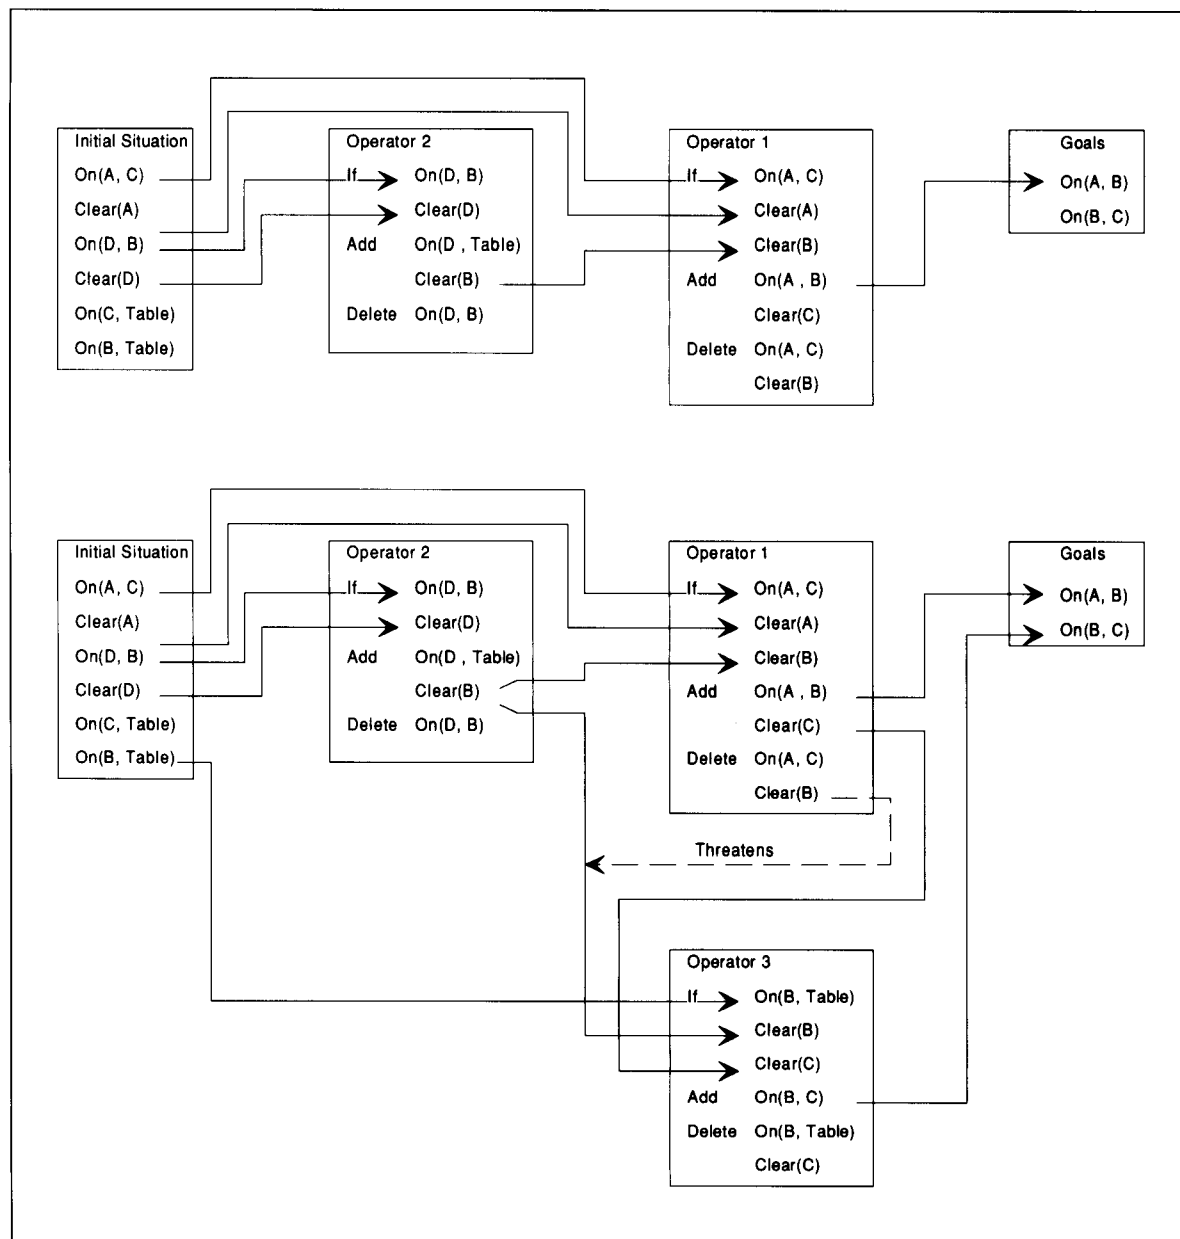 Initial Situation
On(A, C)
Clear(A)
On(D, B)
Clear(D)
On(C, Table)
On(B, Table)
Operator 2
If On(D, B)
Clear(D)
Add On(D , Table)
Clear(B)
Delete On(D, B)
Operator 1
If On(A, C)
Clear(A)
Clear(B)
Add On(A , B)
Clear(C)
Delete On(A, C)
Clear(B)
Goals
On(A, B)
On(B, C)
Initial Situation
On(A, C)
Clear(A)
On(D, B)
Clear(D)
On(C, Table)
On(B, Table)
Operator 2
If On(D, B)
Clear(D)
Add On(D , Table)
Clear(B)
Delete On(D, B)
Operator 1
If On(A, C)
Clear(A)
Clear(B)
Add On(A , B)
Clear(C)
Delete On(A, C)
Clear(B)
Goals
On(A, B)
On(B, C)
Threatens
Operator 3
If On(B, Table)
Clear(B)
Clear(C)
Add On(B, C)
Delete On(B, Table)
Clear(C)